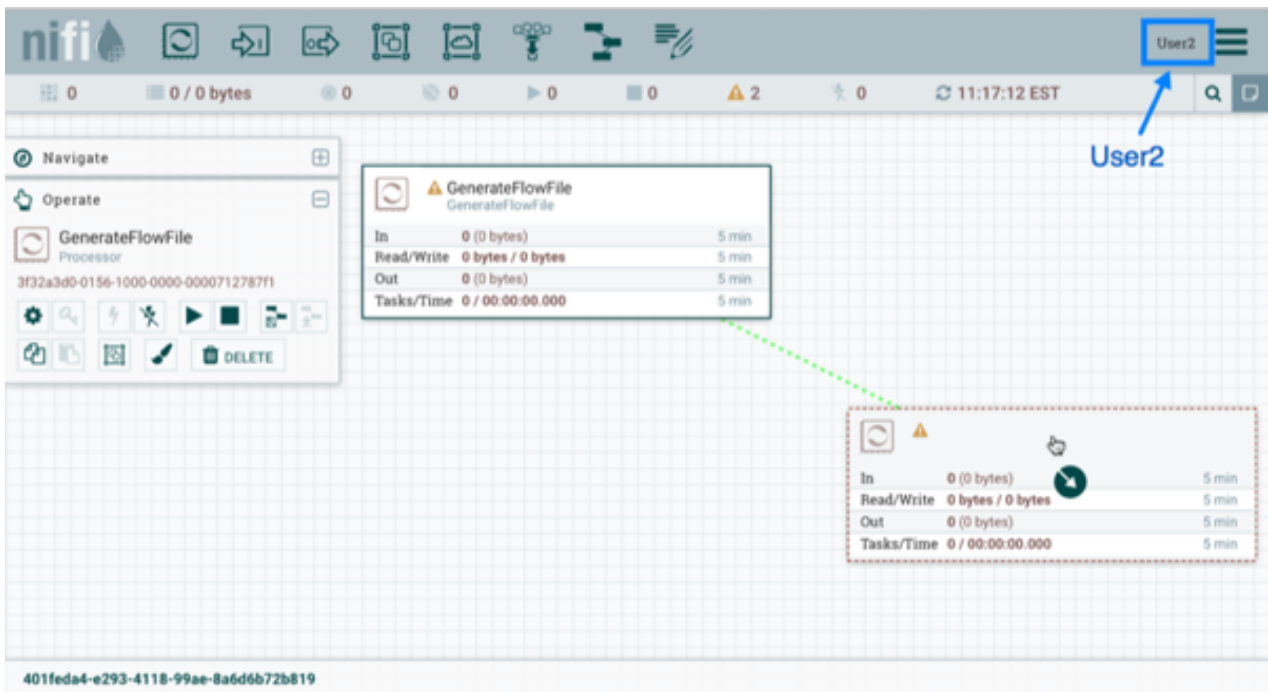 nifi
User2
0
0 / 0 bytes
0
0
0
0
2
0
11:17:12 EST
User2
Navigate
Operate
GenerateFlowFile
Processor
3f32a3d0-0156-1000-0000-0000712787f1
DELETE
GenerateFlowFile
GenerateFlowFile
In 0 (0 bytes) 5 min
Read/Write 0 bytes / 0 bytes 5 min
Out 0 (0 bytes) 5 min
Tasks/Time 0 / 00:00:00.000 5 min
In 0 (0 bytes) 5 min
Read/Write 0 bytes / 0 bytes 5 min
Out 0 (0 bytes) 5 min
Tasks/Time 0 / 00:00:00.000 5 min
401feda4-e293-4118-99ae-8a6d6b72b819